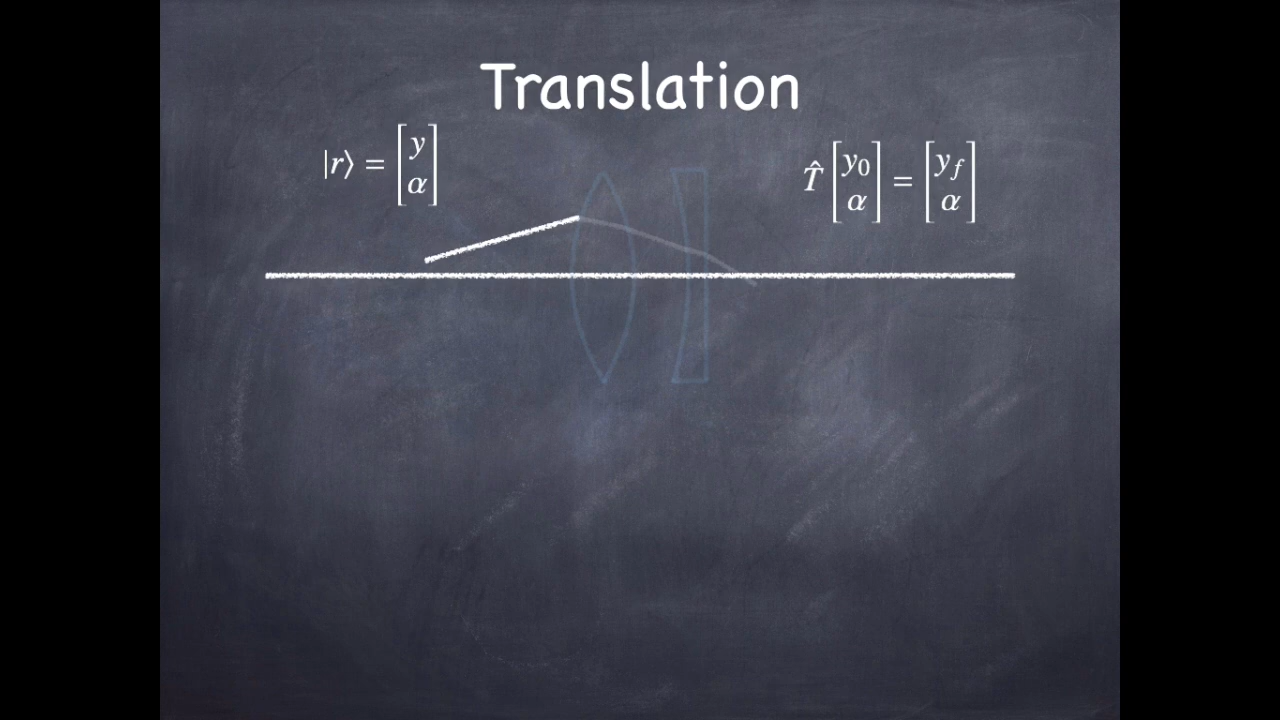 Translation
|r⟩ = [y α]
T̂ [y₀ α] = [y_f α]